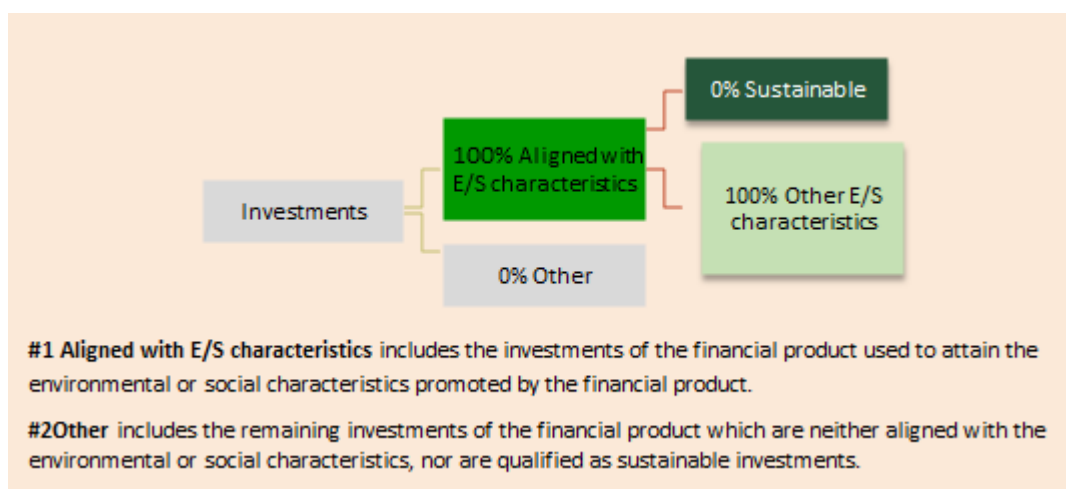 0% Sustainable
100% Aligned with
E/S characteristics
100% Other E/S
characteristics
Investments
0% Other
#1 Aligned with E/S characteristics includes the investments of the financial product used to attain the
environmental or social characteristics promoted by the financial product.
#2Other includes the remaining investments of the financial product which are neither aligned with the
environmental or social characteristics, nor are qualified as sustainable investments.